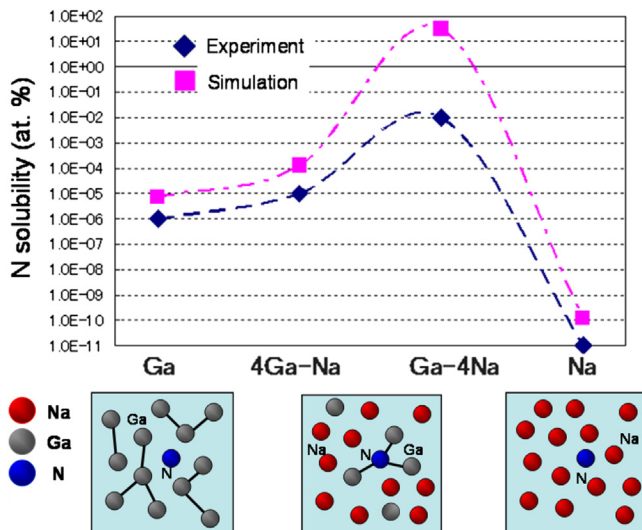 N solubility (at. %)
1.0E+02
1.0E+01
1.0E+00
1.0E-01
1.0E-02
1.0E-03
1.0E-04
1.0E-05
1.0E-06
1.0E-07
1.0E-08
1.0E-09
1.0E-10
1.0E-11
Experiment
Simulation
Ga
4Ga-Na
Ga-4Na
Na
Na
Ga
N
Ga
N
Na
N
Ga
Na
N